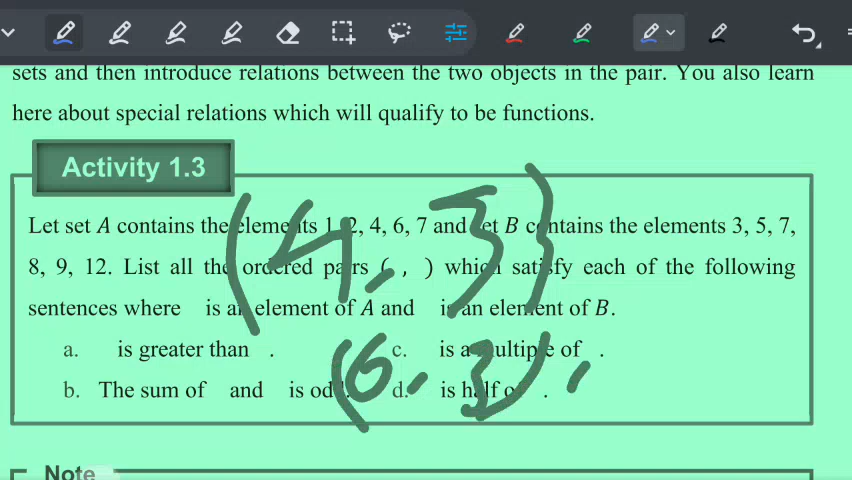 sets and then introduce relations between the two objects in the pair. You also learn
here about special relations which will qualify to be functions.
Activity 1.3
Let set A contains the elements 1, 2, 4, 6, 7 and let B contains the elements 3, 5, 7,
8, 9, 12. List all the ordered pairs ( , ) which satisfy each of the following
sentences where is an element of A and is an element of B.
a. is greater than .
c. is a multiple of .
b. The sum of and is odd.
d. is half of .
(4, 3)
(6, 3),
Note